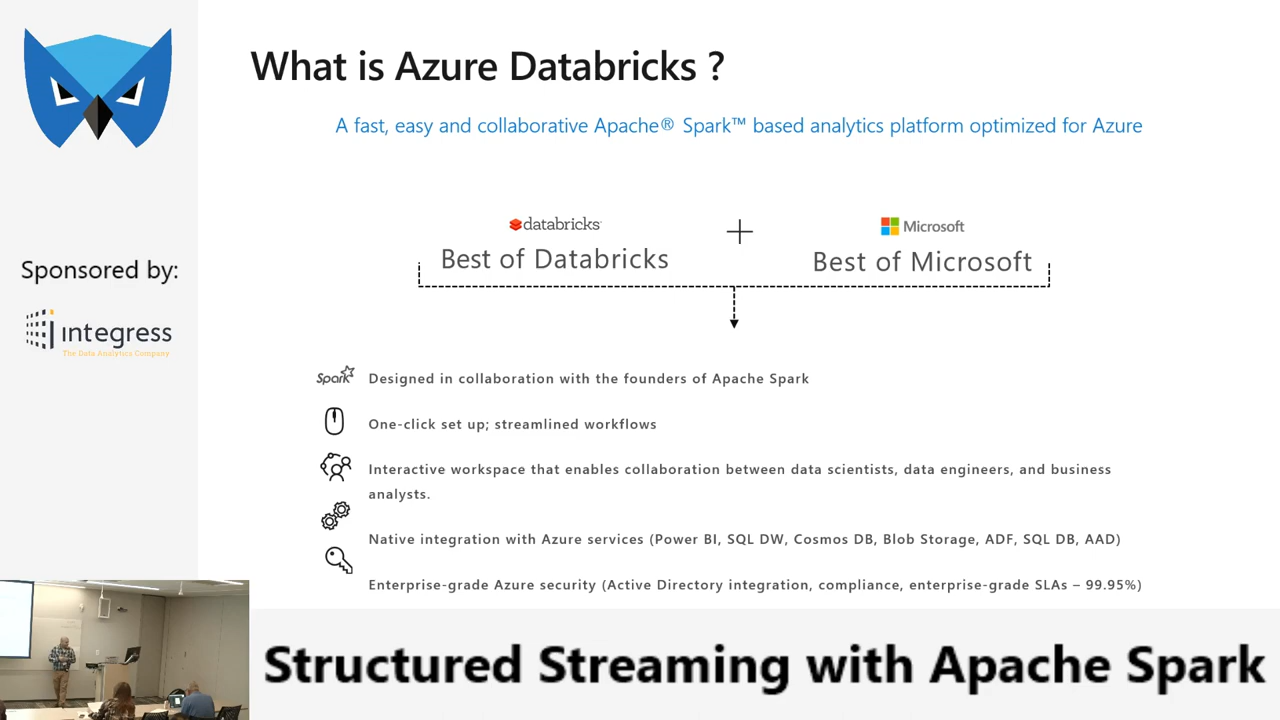 What is Azure Databricks ?
A fast, easy and collaborative Apache® Spark™ based analytics platform optimized for Azure
databricks
Microsoft
Best of Databricks
Best of Microsoft
Sponsored by:
integress
The Data Analytics Company
Spark
Designed in collaboration with the founders of Apache Spark
One-click set up; streamlined workflows
Interactive workspace that enables collaboration between data scientists, data engineers, and business
analysts.
Native integration with Azure services (Power BI, SQL DW, Cosmos DB, Blob Storage, ADF, SQL DB, AAD)
Enterprise-grade Azure security (Active Directory integration, compliance, enterprise-grade SLAs – 99.95%)
Structured Streaming with Apache Spark